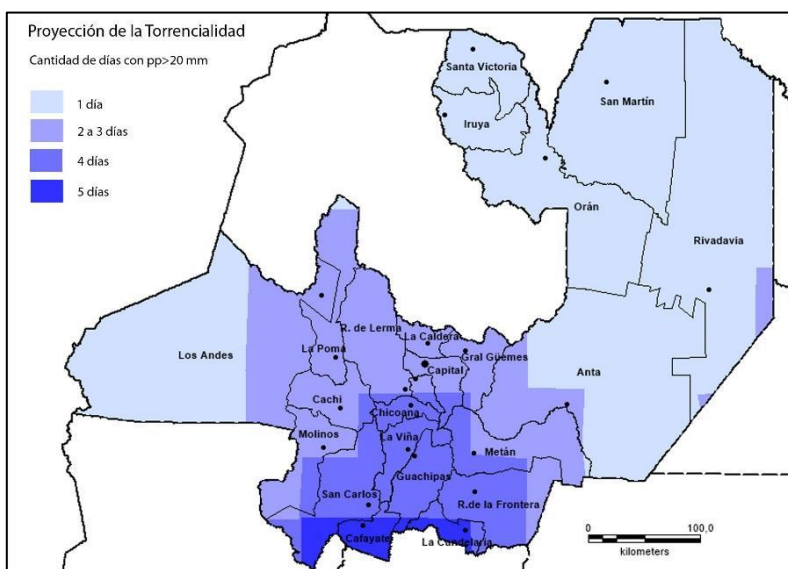 Proyección de la Torrencialidad
Cantidad de días con pp>20 mm
1 día
2 a 3 días
4 días
5 días
Santa Victoria
San Martín
Iruya
Orán
Rivadavia
R. de Lerma
La Caldera
Los Andes
La Poma
Gral Güemes
Capital
Anta
Cachi
Chicoana
Molinos
La Viña
Metán
Guachipas
San Carlos
R.de la Frontera
Cafayate
La Cundelaria
0
100,0
kilometers